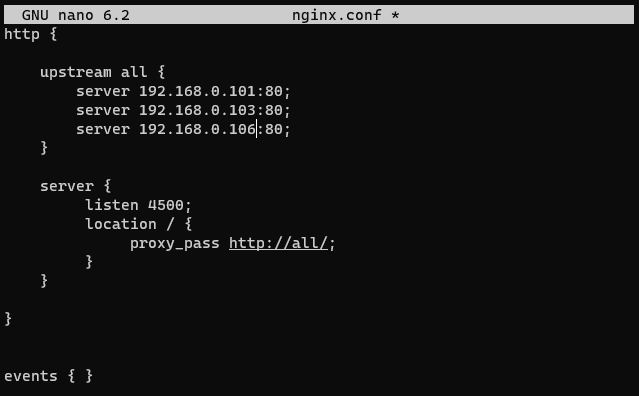 GNU nano 6.2 nginx.conf *
http {
upstream all {
server 192.168.0.101:80;
server 192.168.0.103:80;
server 192.168.0.106:80;
}
server {
listen 4500;
location / {
proxy_pass http://all/;
}
}
}
events { }